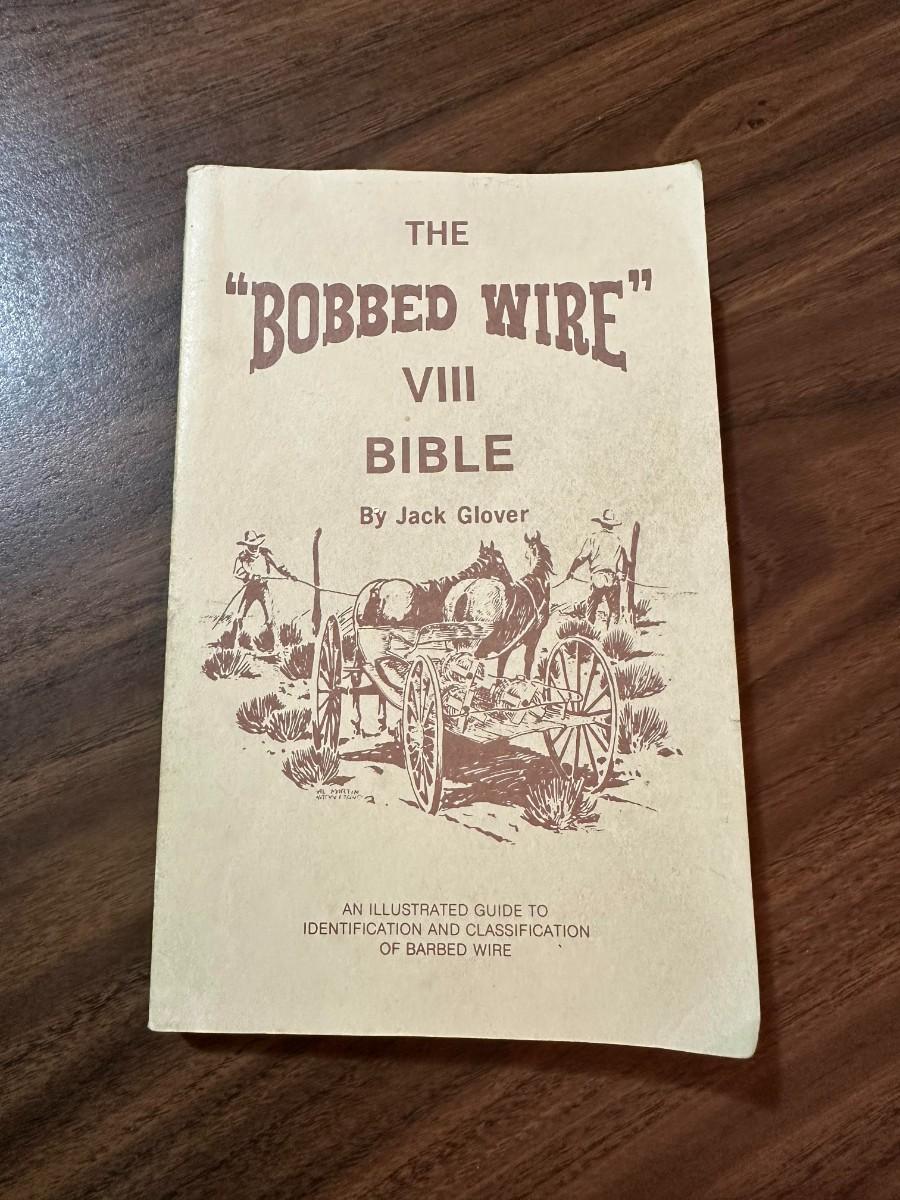 THE
“BOBBED WIRE”
VIII
BIBLE
By Jack Glover
AN ILLUSTRATED GUIDE TO
IDENTIFICATION AND CLASSIFICATION
OF BARBED WIRE